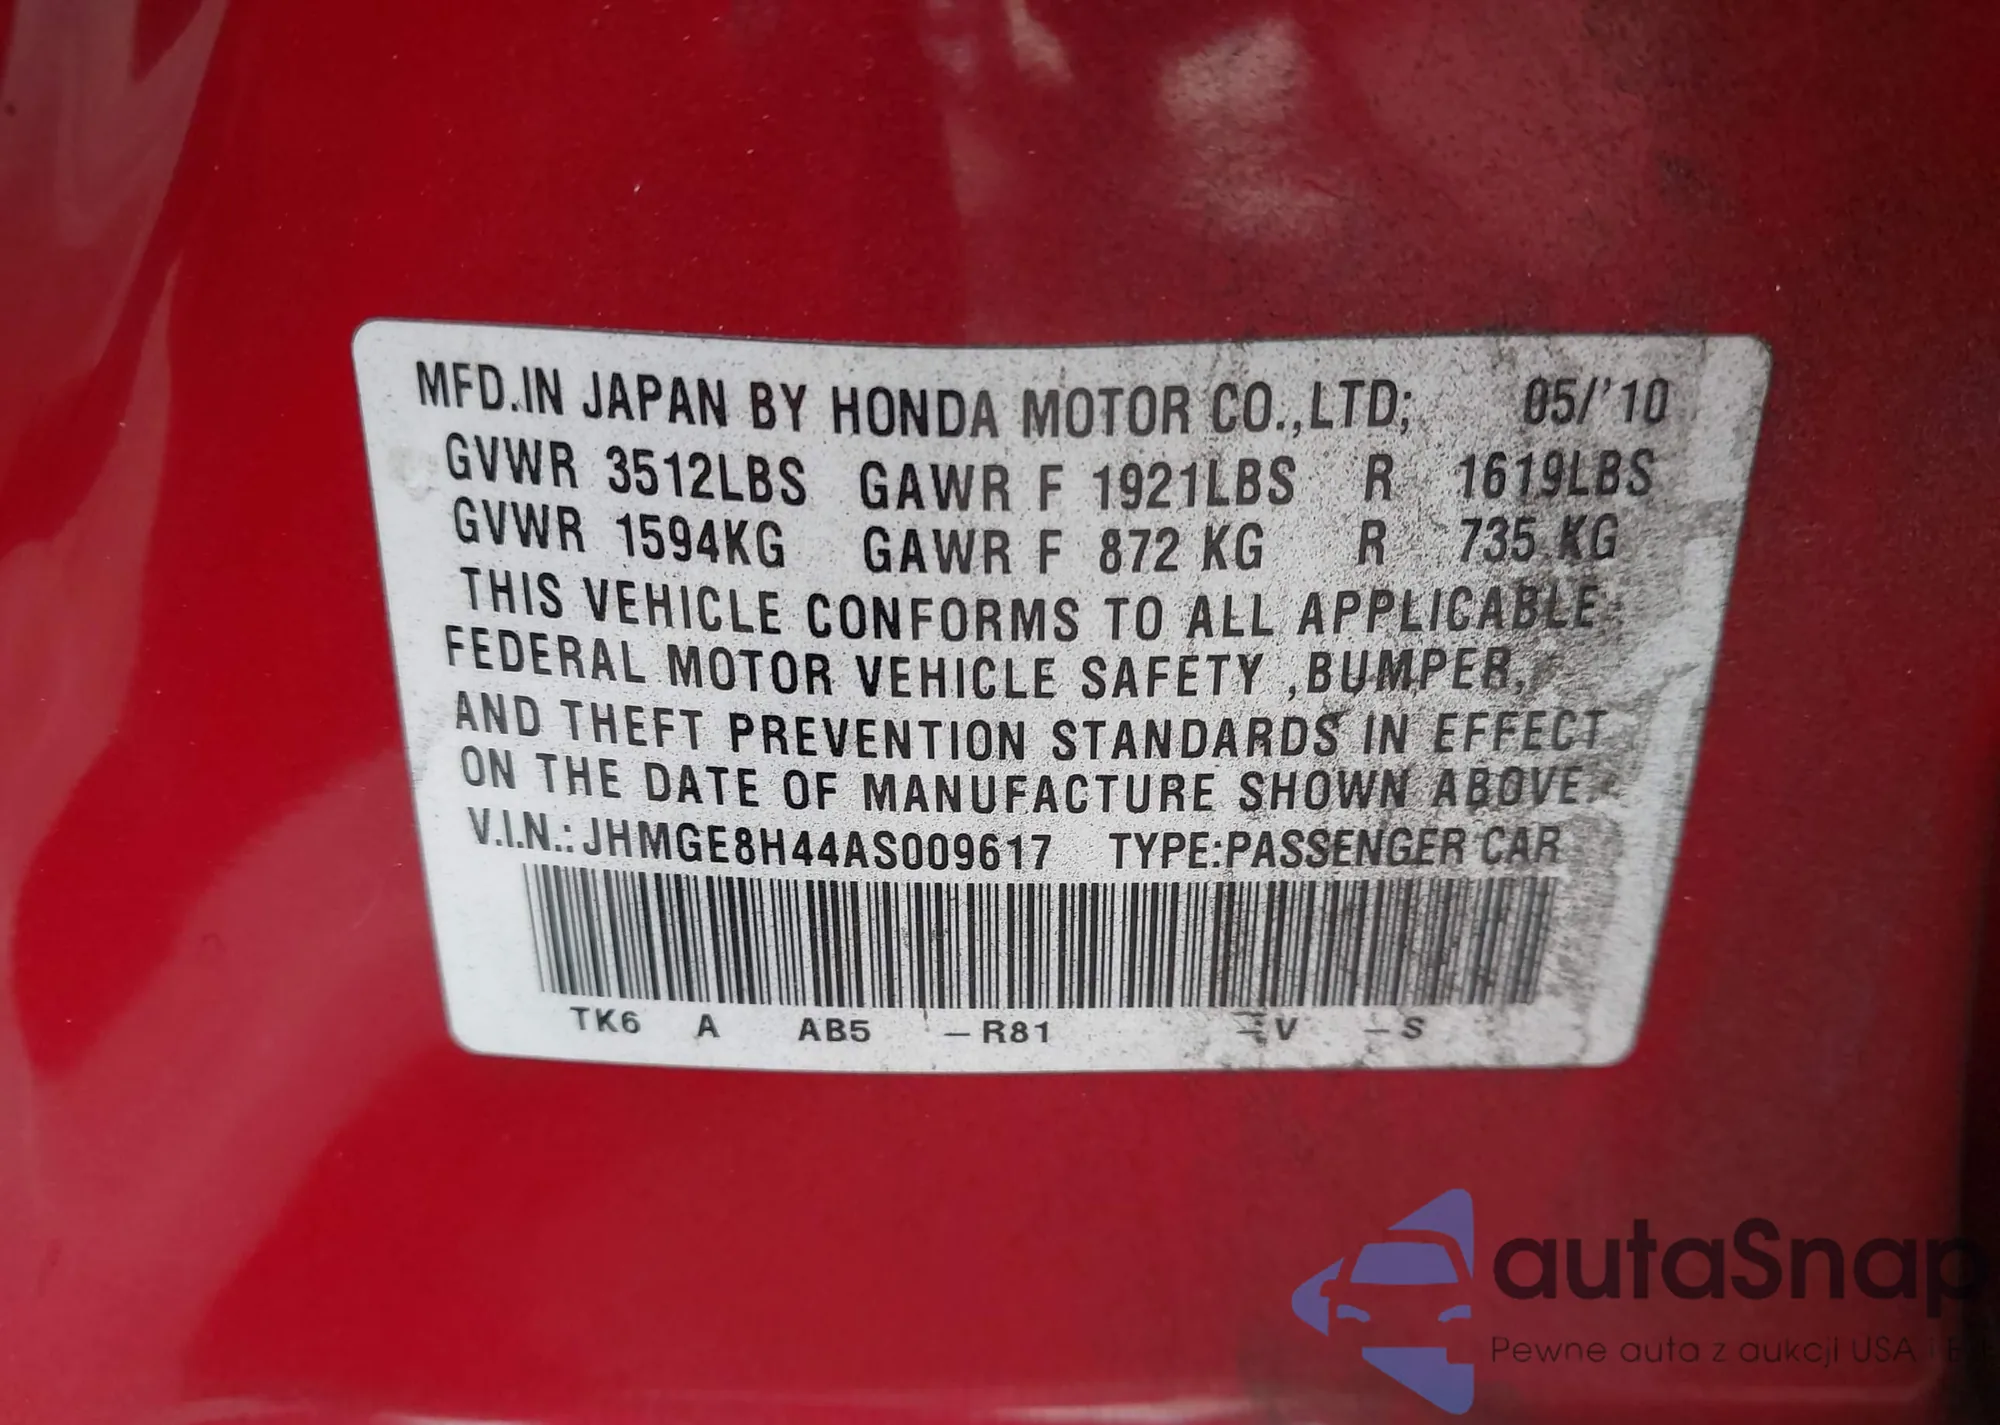 MFD.IN JAPAN BY HONDA MOTOR CO.,LTD; 05/'10
GVWR 3512LBS GAWR F 1921LBS R 1619LBS
GVWR 1594KG GAWR F 872 KG R 735 KG
THIS VEHICLE CONFORMS TO ALL APPLICABLE
FEDERAL MOTOR VEHICLE SAFETY ,BUMPER,
AND THEFT PREVENTION STANDARDS IN EFFECT
ON THE DATE OF MANUFACTURE SHOWN ABOVE.
V.I.N.: JHMGE8H44AS009617 TYPE:PASSENGER CAR
TK6 A AB5 –R81 –V –S
autaSnap
Pewne auta z aukcji USA i